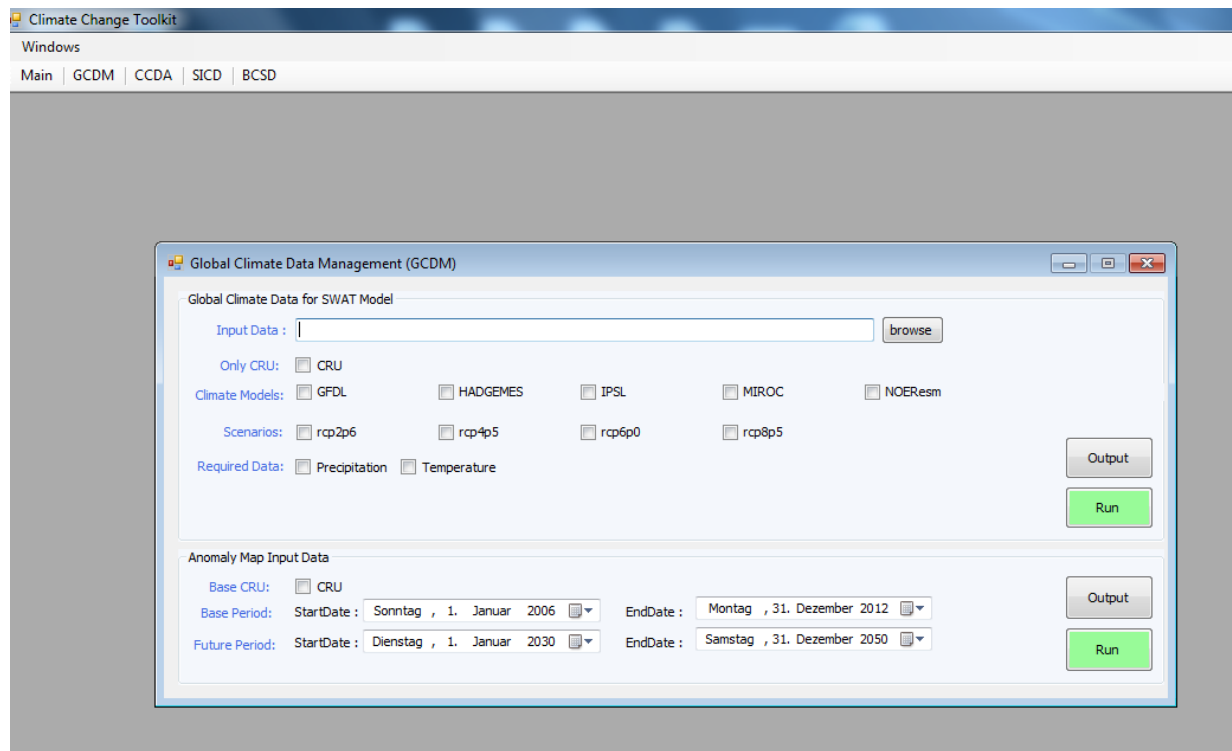 Climate Change Toolkit
Windows
Main GCDM CCDA SICD BCSD
Global Climate Data Management (GCDM)
Global Climate Data for SWAT Model
Input Data : browse
Only CRU: CRU
Climate Models: GFDL HADGEMES IPSL MIROC NOEResm
Scenarios: rcp2p6 rcp4p5 rcp6p0 rcp8p5
Required Data: Precipitation Temperature
Output
Run
Anomaly Map Input Data
Base CRU: CRU
Base Period: StartDate : Sonntag , 1. Januar 2006 EndDate : Montag , 31. Dezember 2012
Output
Future Period: StartDate : Dienstag , 1. Januar 2030 EndDate : Samstag , 31. Dezember 2050
Run